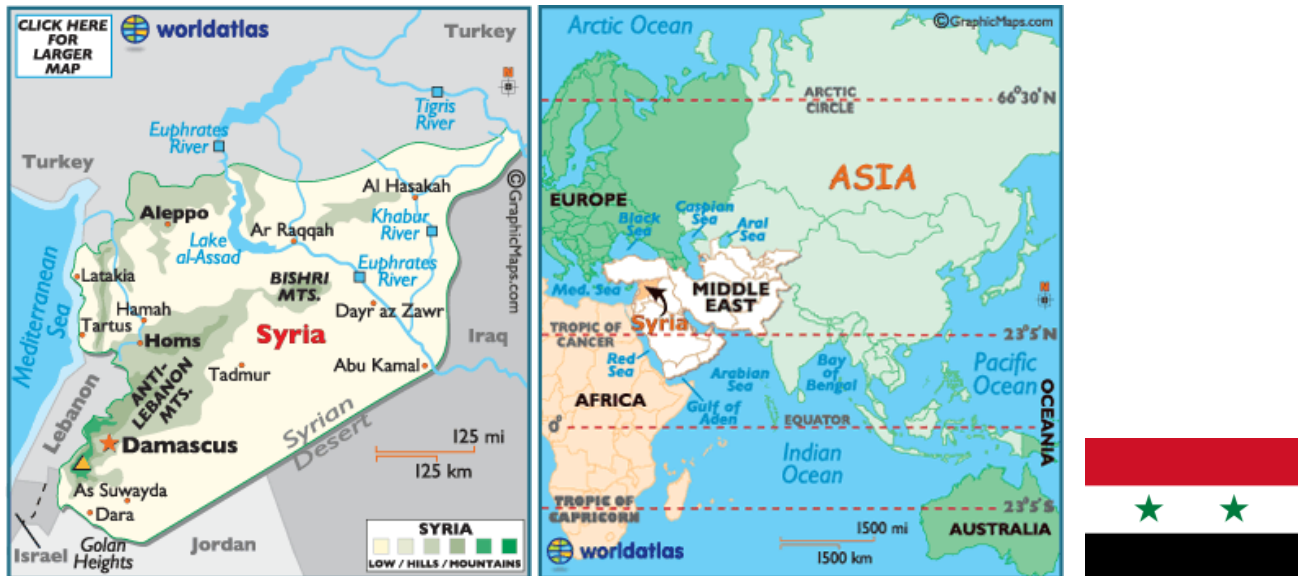 CLICK HERE
FOR
LARGER
MAP
worldatlas
Turkey
N
Tigris
River
Euphrates
River
Turkey
©GraphicMaps.com
Al Hasakah
Aleppo
Khabur
River
Ar Raqqah
Lake
al-Assad
Euphrates
River
Mediterranean
Sea
Latakia
BISHRI
MTS.
Hamah
Dayr az Zawr
Tartus
Syria
Homs
Iraq
Tadmur
Abu Kamal
ANTI-
LEBANON
MTS.
Lebanon
Syrian
Desert
Damascus
125 mi
125 km
As Suwayda
Dara
Israel
Golan
Heights
Jordan
SYRIA
LOW / HILLS / MOUNTAINS
©GraphicMaps.com
Arctic Ocean
ARCTIC
CIRCLE
66°30'N
ASIA
EUROPE
Black
Sea
Caspian
Sea
Aral
Sea
N
Med. Sea
MIDDLE
EAST
Syria
TROPIC OF
CANCER
23°5'N
Red
Sea
Arabian
Sea
Bay
of
Bengal
Pacific
Ocean
AFRICA
Gulf of
Aden
OCEANIA
0°
EQUATOR
Indian
Ocean
TROPIC OF
CAPRICORN
23°5'S
AUSTRALIA
1500 mi
1500 km
worldatlas